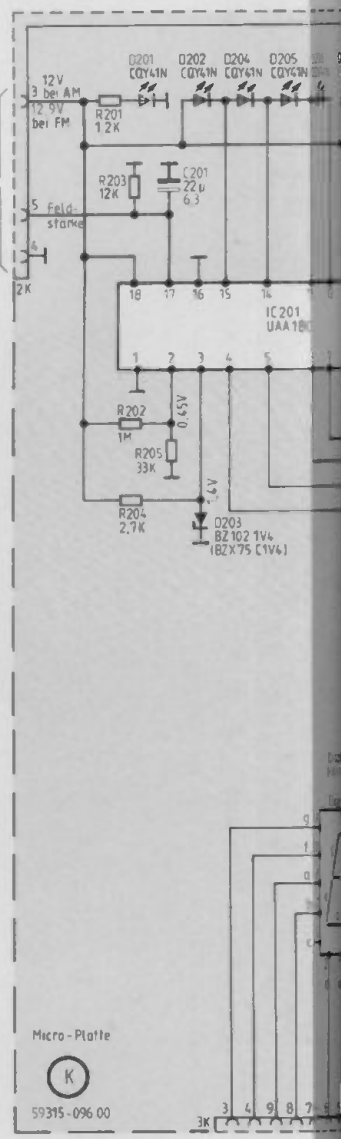 D201 D202 D204 D205
CQY41N CQY41N CQY41N CQY41N
12V
3 bei AM
12,9V
bei FM
R201
1,2K
R203
12K
C201
22µ
6,3
5 Feld-
stärke
4
2K
18 17 16 15 14
IC201
1 2 3 4 5
R202
1M
0,45V
R205
33K
1,4V
R204
2,7K
D203
BZ102 1V4
(BZX75 C1V4)
g
f
a
b
Micro-Platte
K
59315-096.00
3K 3 4 9 8 7